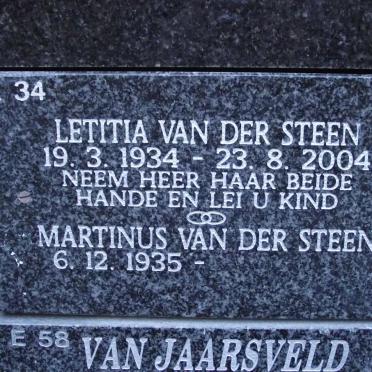 34
LETITIA VAN DER STEEN
19. 3. 1934 - 23. 8. 2004
NEEM HEER HAAR BEIDE
HANDE EN LEI U KIND
MARTINUS VAN DER STEEN
6. 12. 1935 -
E 58
VAN JAARSVELD